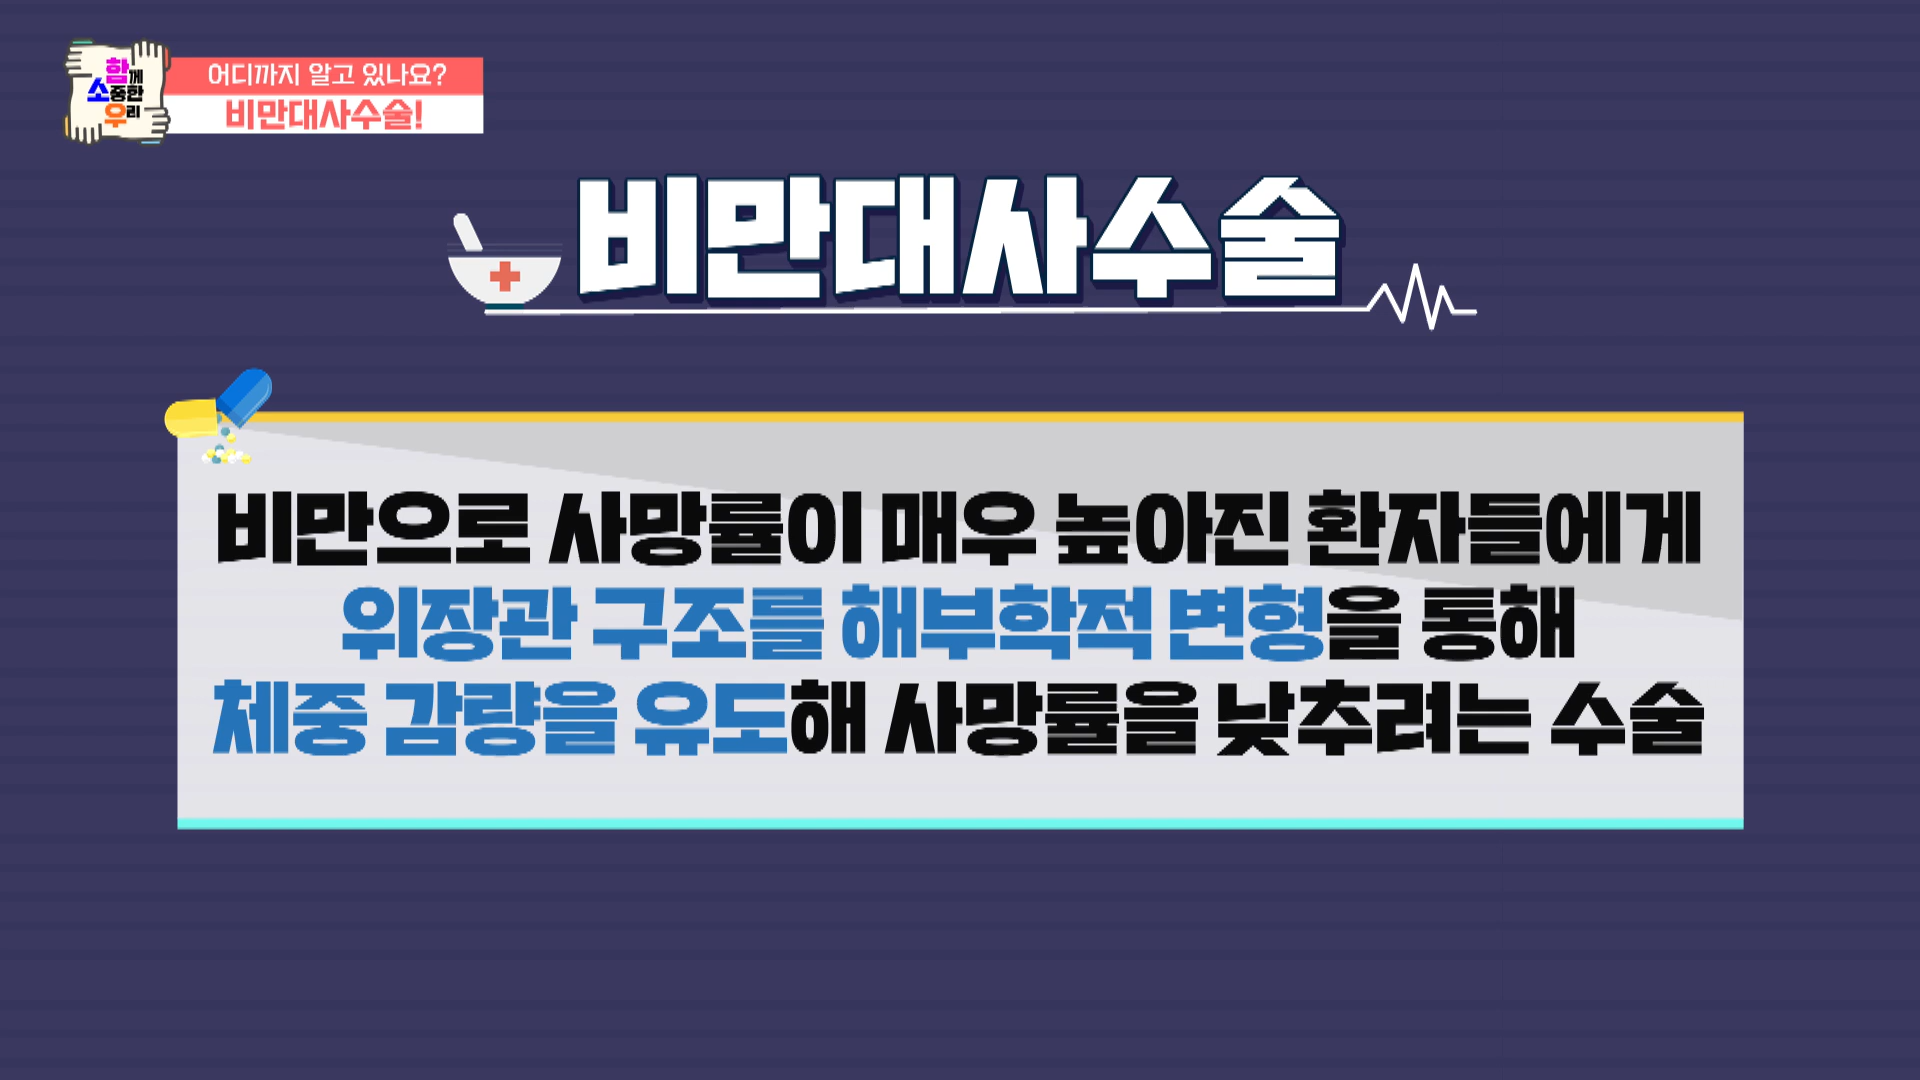 함께
소중한
우리
어디까지 알고 있나요?
비만대사수술!
비만대사수술
비만으로 사망률이 매우 높아진 환자들에게
위장관 구조를 해부학적 변형을 통해
체중 감량을 유도해 사망률을 낮추려는 수술